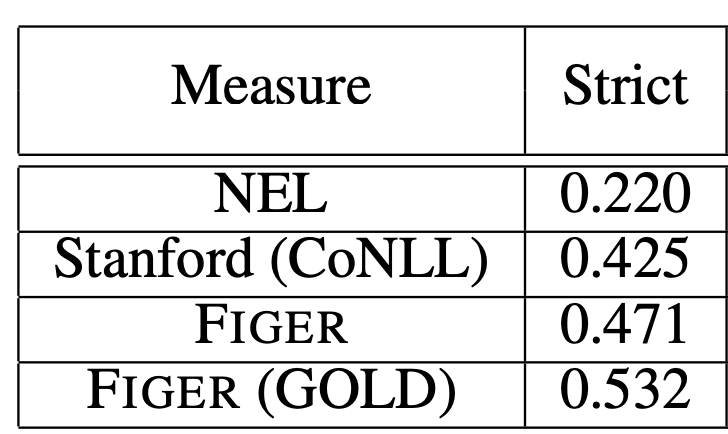 Measure Strict
NEL 0.220
Stanford (CoNLL) 0.425
FIGER 0.471
FIGER (GOLD) 0.532